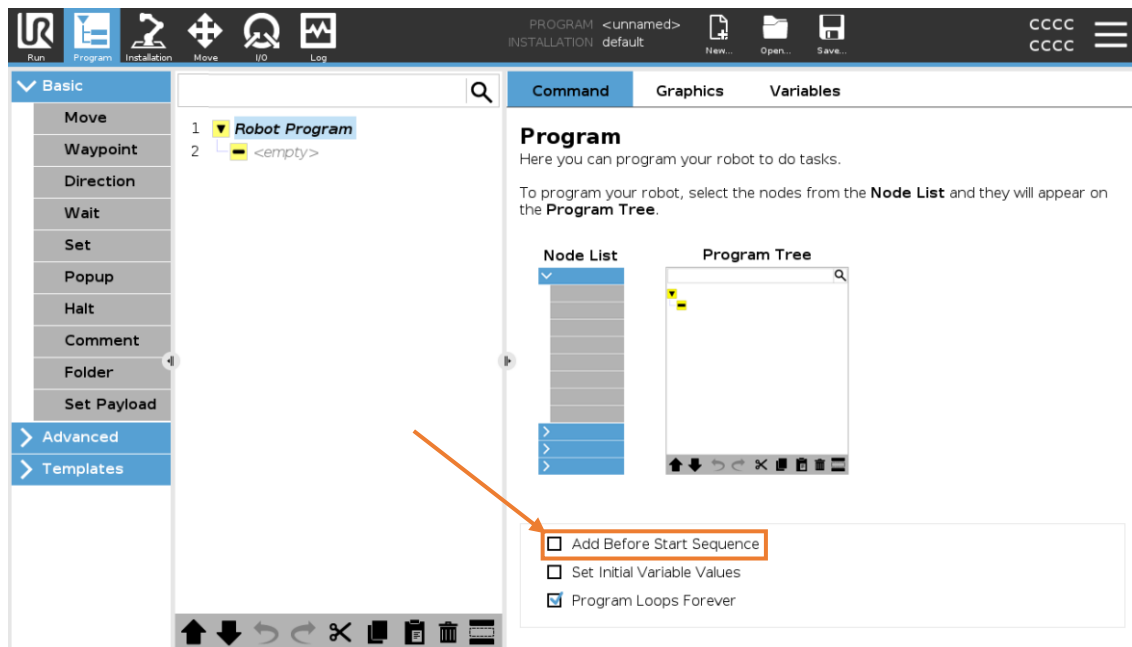 PROGRAM <unnamed>
INSTALLATION default
CCCC
CCCC
UR
Run
Program
Installation
Move
I/O
Log
New...
Open...
Save...
Basic
Move
Waypoint
Direction
Wait
Set
Popup
Halt
Comment
Folder
Set Payload
Advanced
Templates
1 Robot Program
2 <empty>
Command Graphics Variables
Program
Here you can program your robot to do tasks.
To program your robot, select the nodes from the Node List and they will appear on
the Program Tree.
Node List
Program Tree
Add Before Start Sequence
Set Initial Variable Values
Program Loops Forever